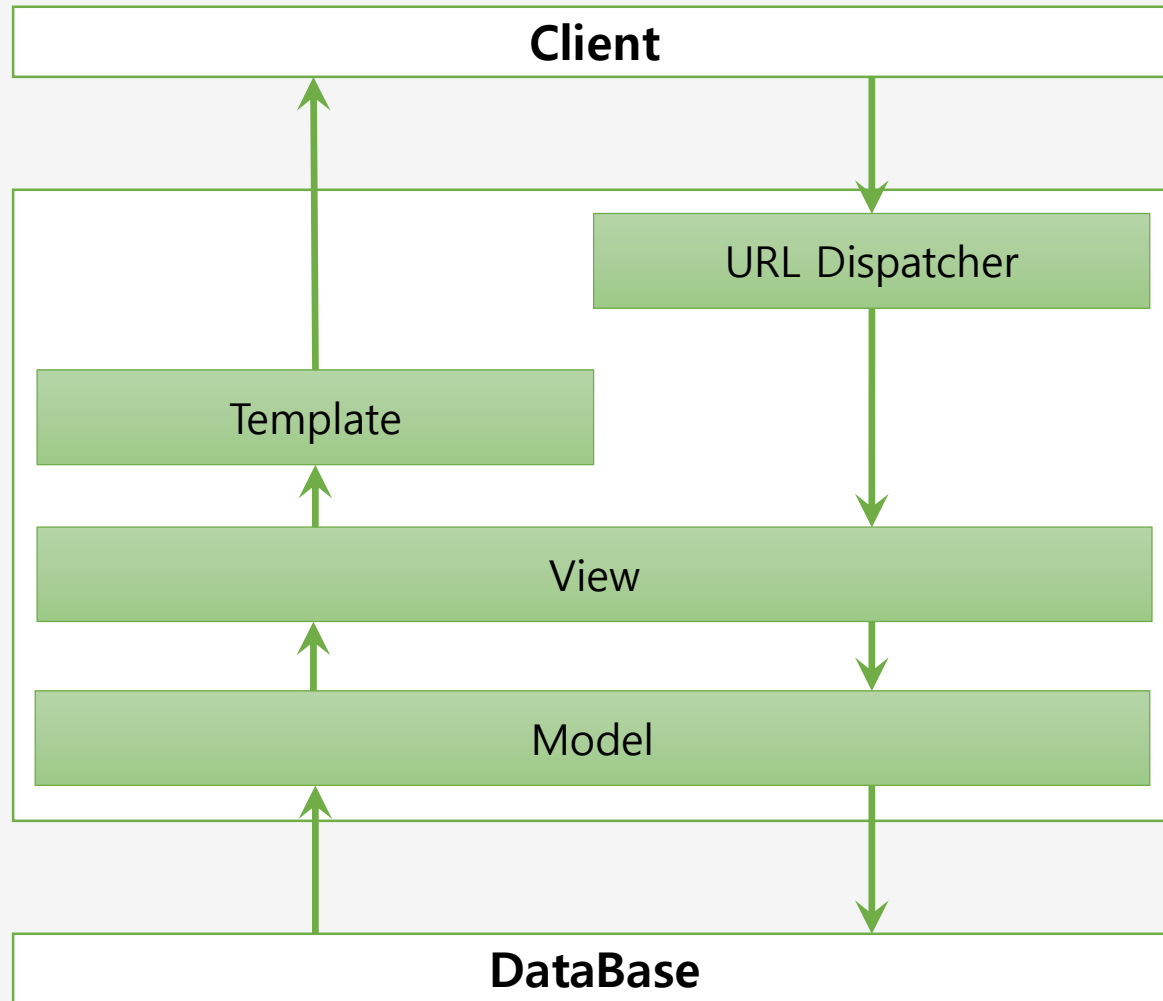 Client
URL Dispatcher
Template
View
Model
DataBase